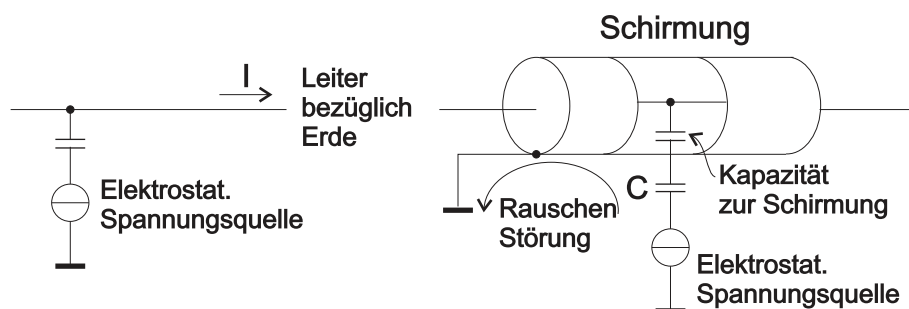 Schirmung
I
Leiter
bezüglich
Erde
Elektrostat.
Spannungsquelle
C
Rauschen
Störung
Kapazität
zur Schirmung
Elektrostat.
Spannungsquelle